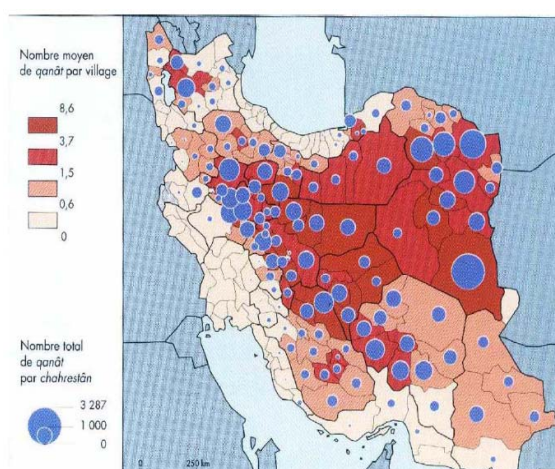 Nombre moyen
de qanât par village
8,6
3,7
1,5
0,6
0
Nombre total
de qanât
par chahrestân
3 287
1 000
0
0 250 km